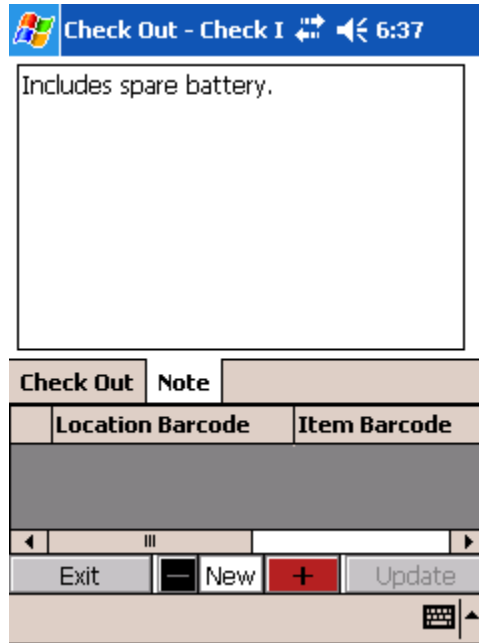 Check Out - Check I 6:37
Includes spare battery.
Check Out Note
Location Barcode Item Barcode
Exit — New + Update